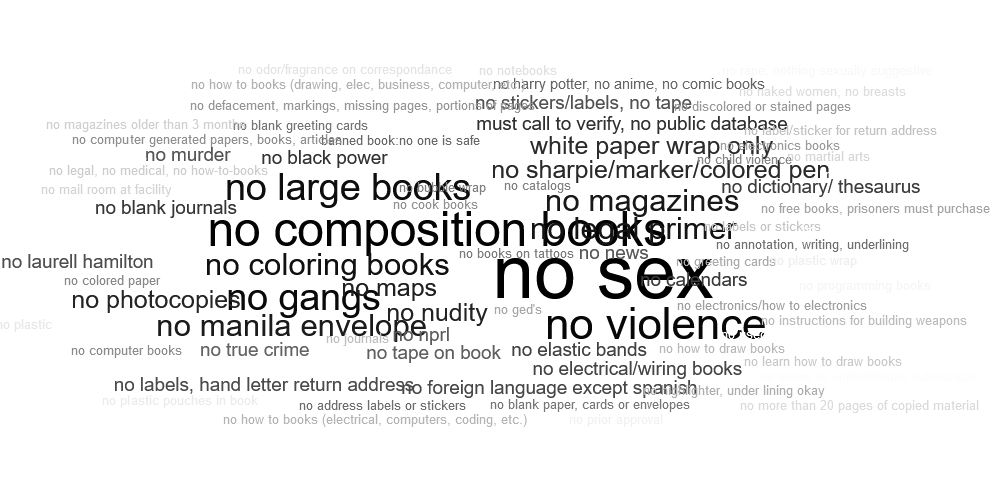 no odor/fragrance on correspondence
no notebooks
no rape, nothing sexually suggestive
no how to books (drawing, elec, business, computer, etc.)
no harry potter, no anime, no comic books
no naked women, no breasts
no defacement, markings, missing pages, portions of pages
no stickers/labels, no tape
no discolored or stained pages
no magazines older than 3 months
no blank greeting cards
must call to verify, no public database
no label/sticker for return address
no computer generated papers, books, articles
banned book:no one is safe
white paper wrap only
no electronics books
no murder
no black power
no child violence
no martial arts
no legal, no medical, no how-to-books
no sharpie/marker/colored pen
no mail room at facility
no large books
no bubble wrap
no catalogs
no dictionary/ thesaurus
no blank journals
no cook books
no magazines
no free books, prisoners must purchase
no composition books
no legal primer
no labels or stickers
no annotation, writing, underlining
no laurell hamilton
no coloring books
no books on tattoos
no news
no greeting cards
no plastic wrap
no colored paper
no maps
no sex
no calendars
no programming books
no photocopies
no gangs
no nudity
no ged's
no electronics/how to electronics
no plastic
no manila envelope
no nprl
no violence
no instructions for building weapons
no journals
no computer books
no true crime
no tape on book
no elastic bands
no how to draw books
no electrical/wiring books
no learn how to draw books
no labels, hand letter return address
no foreign language except spanish
no highlighter, under lining okay
no plastic pouches in book
no address labels or stickers
no blank paper, cards or envelopes
no more than 20 pages of copied material
no how to books (electrical, computers, coding, etc.)
no prior approval